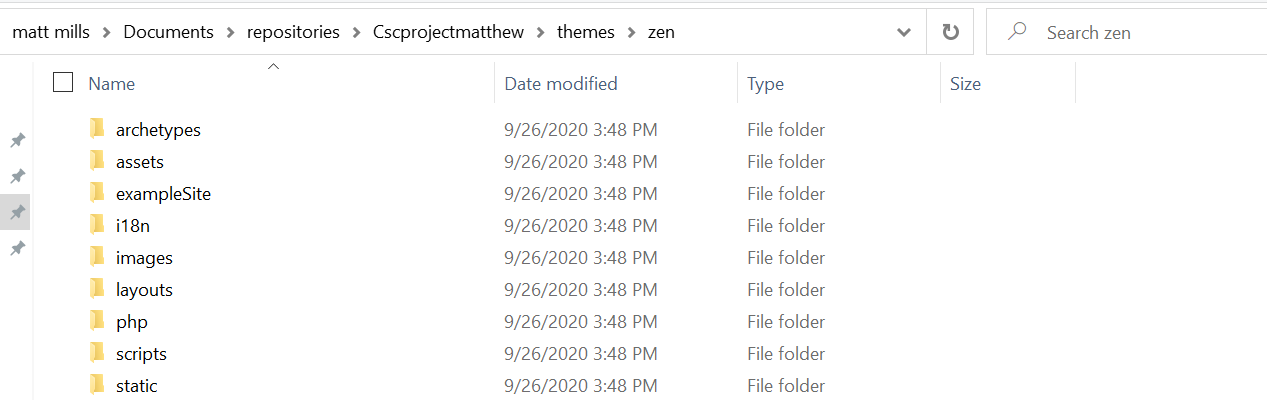 matt mills > Documents > repositories > Cscprojectmatthew > themes > zen Search zen
Name Date modified Type Size
archetypes 9/26/2020 3:48 PM File folder
assets 9/26/2020 3:48 PM File folder
exampleSite 9/26/2020 3:48 PM File folder
i18n 9/26/2020 3:48 PM File folder
images 9/26/2020 3:48 PM File folder
layouts 9/26/2020 3:48 PM File folder
php 9/26/2020 3:48 PM File folder
scripts 9/26/2020 3:48 PM File folder
static 9/26/2020 3:48 PM File folder